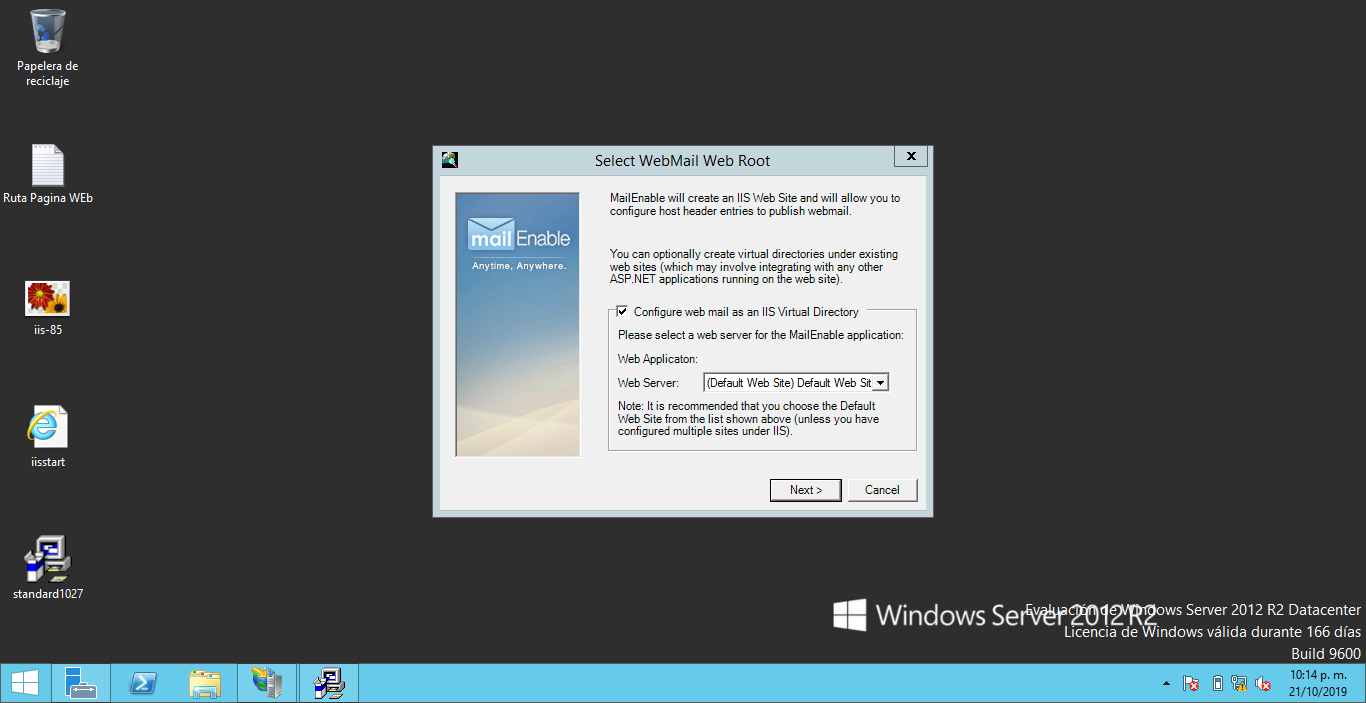 Papelera de
reciclaje
Ruta Pagina WEb
iis-85
iisstart
standard1027
Select WebMail Web Root
X
mailEnable
Anytime, Anywhere.
MailEnable will create an IIS Web Site and will allow you to
configure host header entries to publish webmail.
You can optionally create virtual directories under existing
web sites (which may involve integrating with any other
ASP.NET applications running on the web site).
Configure web mail as an IIS Virtual Directory
Please select a web server for the MailEnable application:
Web Applicaton:
Web Server:
(Default Web Site) Default Web Sit
Note: It is recommended that you choose the Default
Web Site from the list shown above (unless you have
configured multiple sites under IIS).
Next >
Cancel
Windows Server 2012 R2
Evaluación de Windows Server 2012 R2 Datacenter
Licencia de Windows válida durante 166 días
Build 9600
10:14 p. m.
21/10/2019